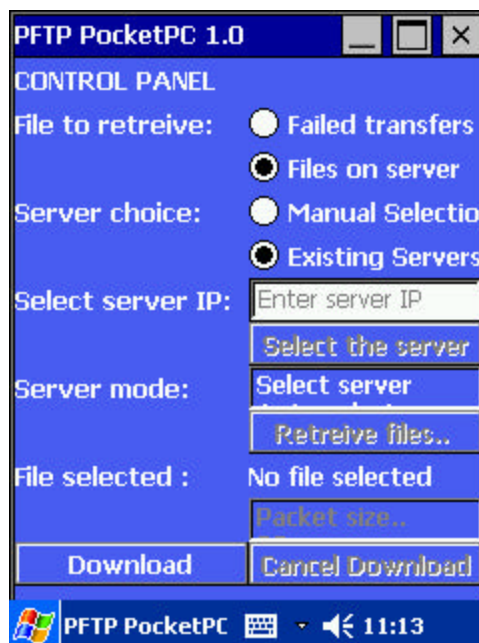 PFTP PocketPC 1.0
CONTROL PANEL
File to retreive: Failed transfers
Files on server
Server choice: Manual Selectio
Existing Servers
Select server IP: Enter server IP
Select the server
Server mode: Select server
Retreive files..
File selected : No file selected
Packet size..
Download Cancel Download
PFTP PocketPC 11:13